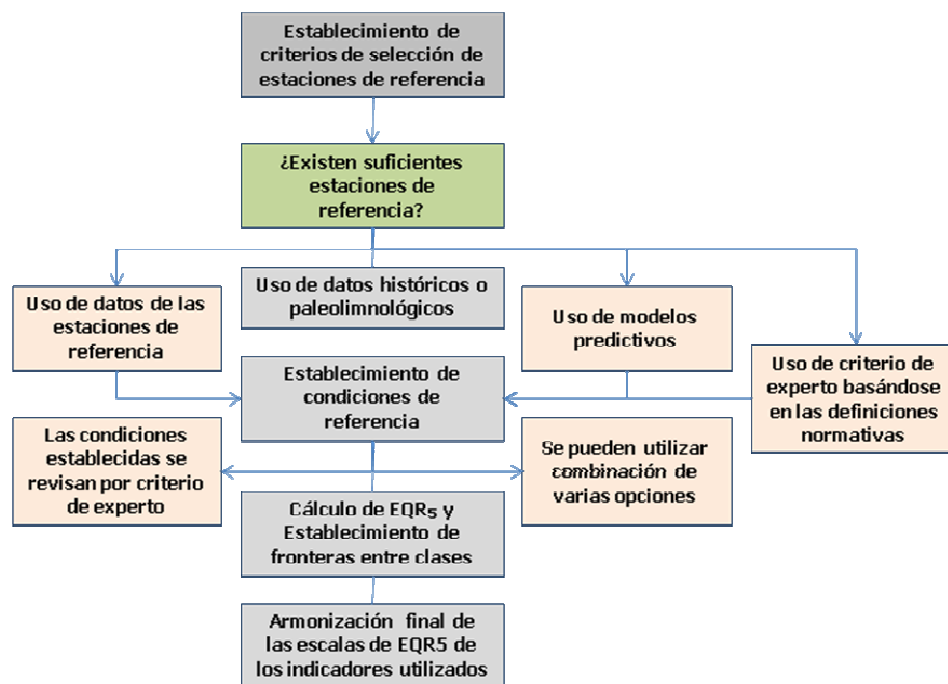 Establecimiento de
criterios de selección de
estaciones de referencia
¿Existen suficientes
estaciones de
referencia?
Uso de datos de las
estaciones de
referencia
Uso de datos históricos o
paleolimnológicos
Uso de modelos
predictivos
Uso de criterio de
experto basándose
en las definiciones
normativas
Establecimiento de
condiciones de
referencia
Las condiciones
establecidas se
revisan por criterio
de experto
Se pueden utilizar
combinación de
varias opciones
Cálculo de EQR5 y
Establecimiento de
fronteras entre clases
Armonización final de
las escalas de EQR5 de
los indicadores utilizados